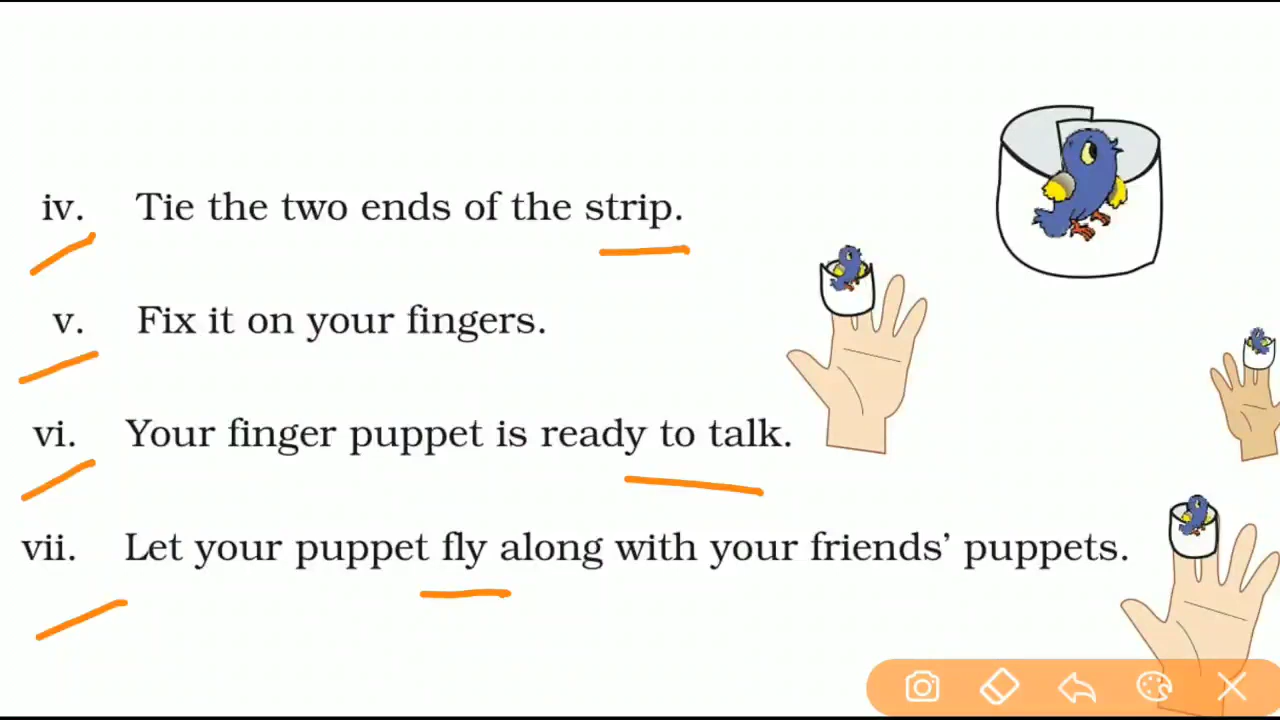 iv. Tie the two ends of the strip.
v. Fix it on your fingers.
vi. Your finger puppet is ready to talk.
vii. Let your puppet fly along with your friends’ puppets.